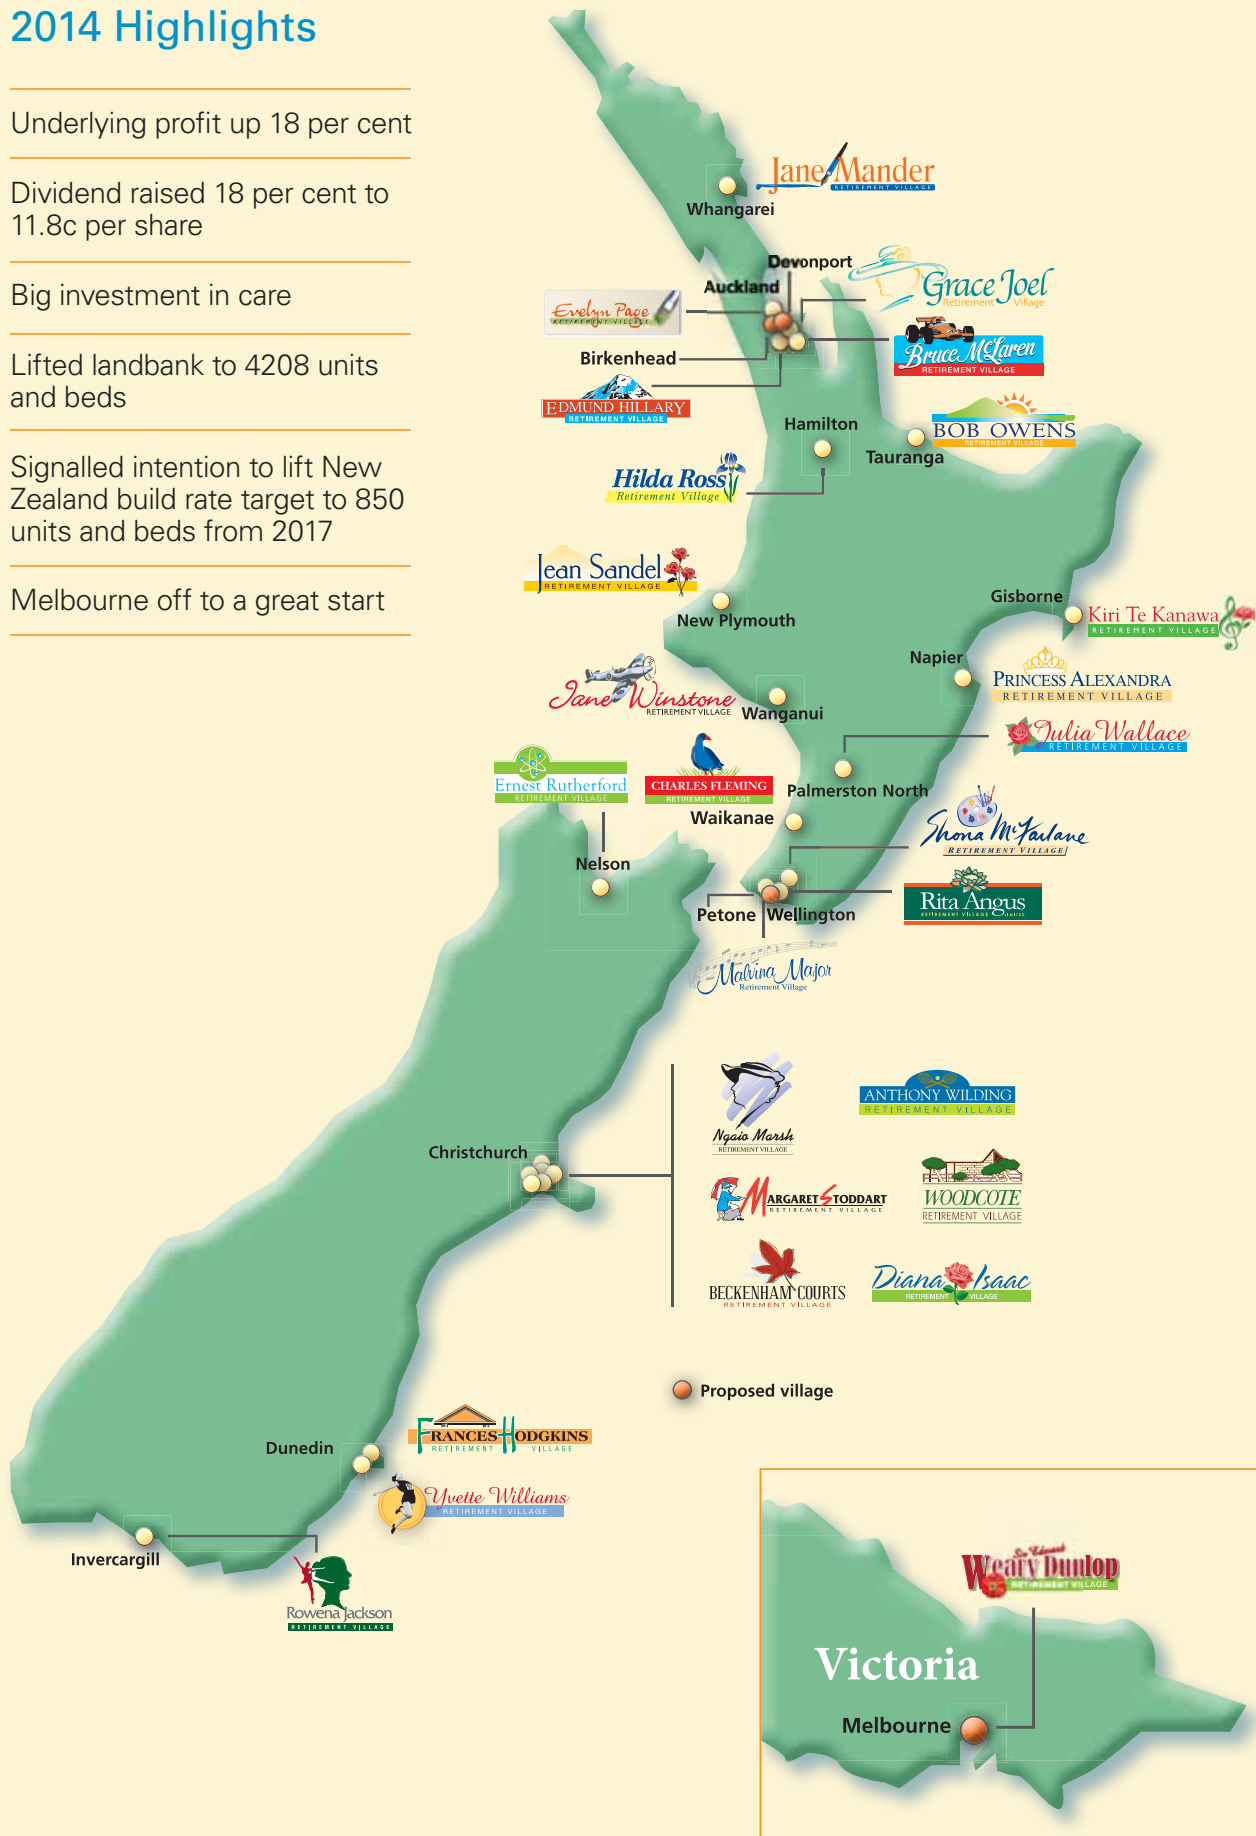 2014 Highlights
Underlying profit up 18 per cent
Dividend raised 18 per cent to
11.8c per share
Big investment in care
Lifted landbank to 4208 units
and beds
Signalled intention to lift New
Zealand build rate target to 850
units and beds from 2017
Melbourne off to a great start
Jane Mander
RETIREMENT VILLAGE
Whangarei
Devonport
Auckland
Grace Joel
Retirement Village
Evelyn Page
RETIREMENT VILLAGE
Birkenhead
Bruce McLaren
RETIREMENT VILLAGE
EDMUND HILLARY
RETIREMENT VILLAGE
Hamilton
BOB OWENS
RETIREMENT VILLAGE
Tauranga
Hilda Ross
Retirement Village
Jean Sandel
RETIREMENT VILLAGE
New Plymouth
Gisborne
Kiri Te Kanawa
RETIREMENT VILLAGE
Napier
PRINCESS ALEXANDRA
RETIREMENT VILLAGE
Jane Winstone
RETIREMENT VILLAGE
Wanganui
Julia Wallace
RETIREMENT VILLAGE
Ernest Rutherford
RETIREMENT VILLAGE
CHARLES FLEMING
RETIREMENT VILLAGE
Palmerston North
Waikanae
Shona McFarlane
RETIREMENT VILLAGE
Nelson
Rita Angus
RETIREMENT VILLAGE LIMITED
Petone
Wellington
Malvina Major
Retirement Village
Ngaio Marsh
RETIREMENT VILLAGE
ANTHONY WILDING
RETIREMENT VILLAGE
Christchurch
MARGARET STODDART
RETIREMENT VILLAGE
WOODCOTE
RETIREMENT VILLAGE
BECKENHAM COURTS
RETIREMENT VILLAGE
Diana Isaac
RETIREMENT VILLAGE
Proposed village
Dunedin
FRANCES HODGKINS
RETIREMENT VILLAGE
Yvette Williams
RETIREMENT VILLAGE
Invercargill
Rowena Jackson
RETIREMENT VILLAGE
Sir Edward
Weary Dunlop
RETIREMENT VILLAGE
Victoria
Melbourne